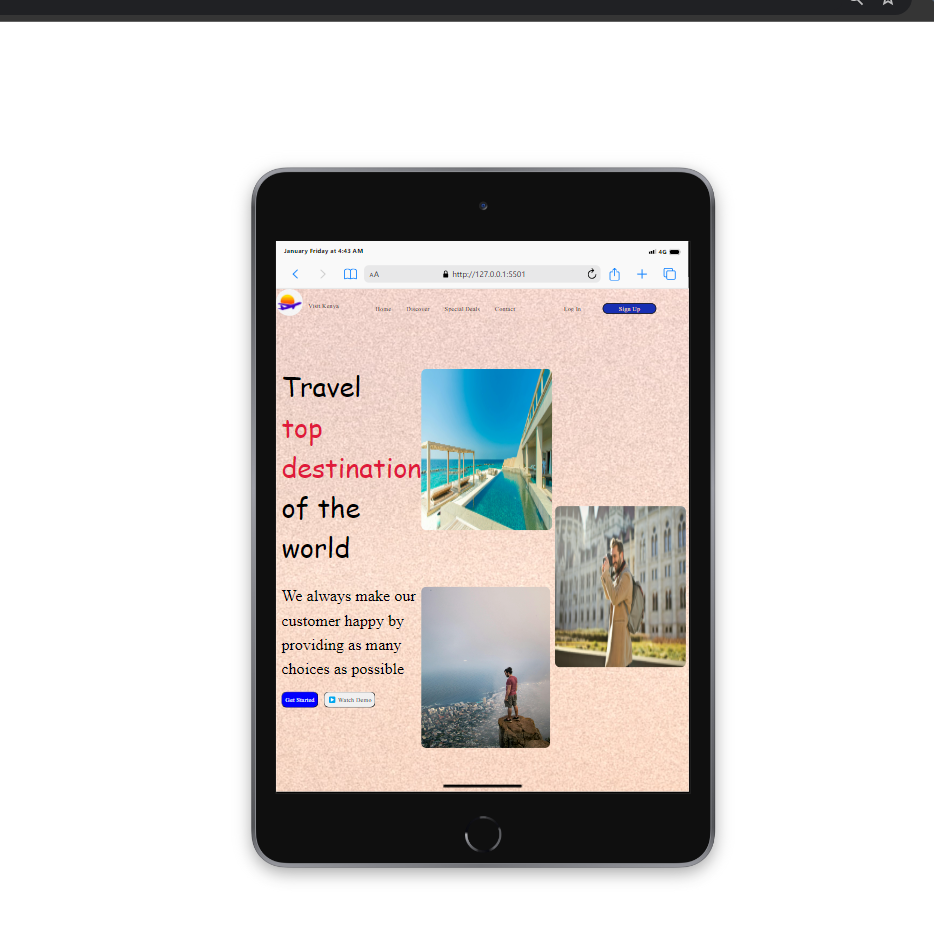 January Friday at 4:43 AM
4G
AA
http://127.0.0.1:5501
Visit Kenya
Home
Discover
Special Deals
Contact
Log In
Sign Up
Travel
top
destination
of the
world
We always make our
customer happy by
providing as many
choices as possible
Get Started
Watch Demo